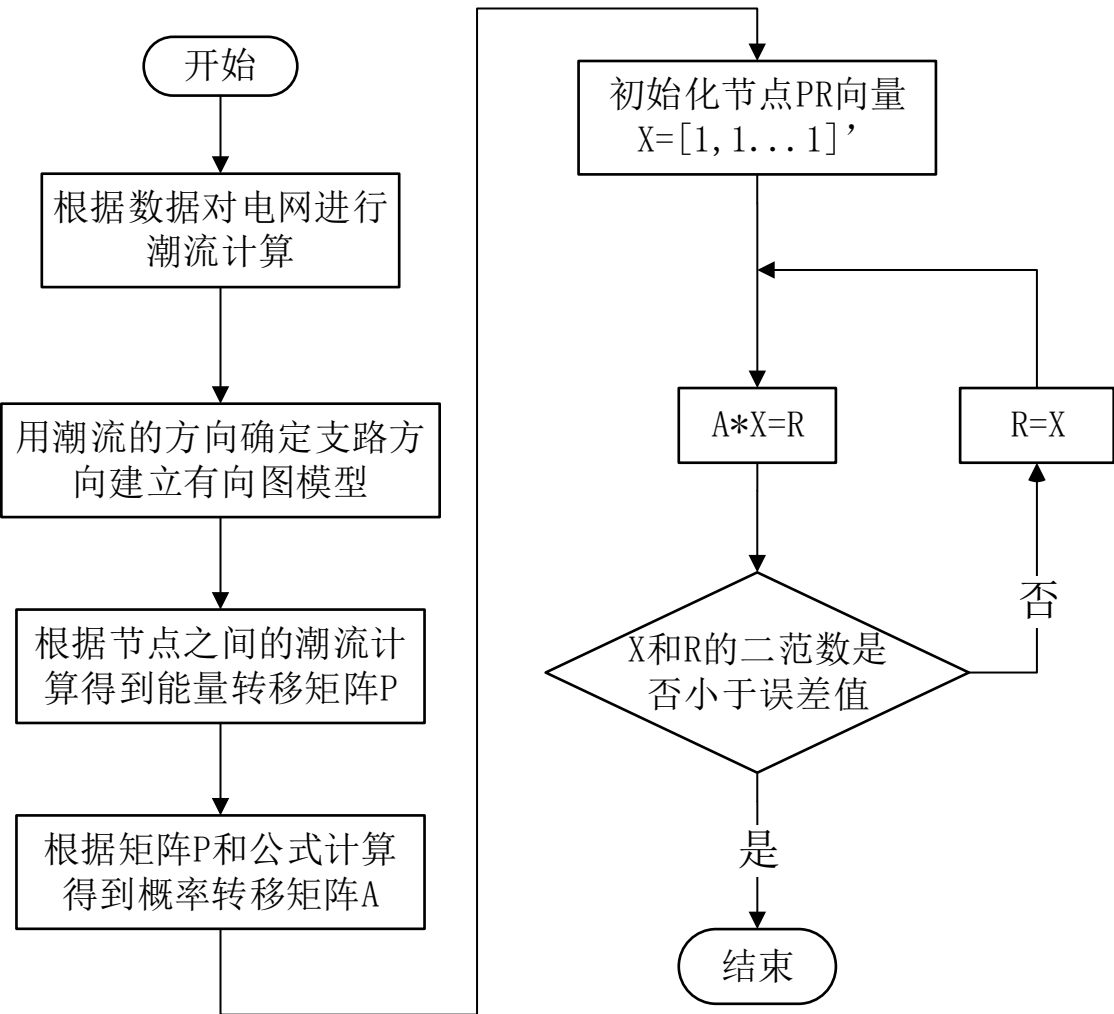 开始
根据数据对电网进行
潮流计算
用潮流的方向确定支路方
向建立有向图模型
根据节点之间的潮流计
算得到能量转移矩阵P
根据矩阵P和公式计算
得到概率转移矩阵A
初始化节点PR向量
X=[1,1...1]’
A*X=R
R=X
X和R的二范数是
否小于误差值
否
是
结束